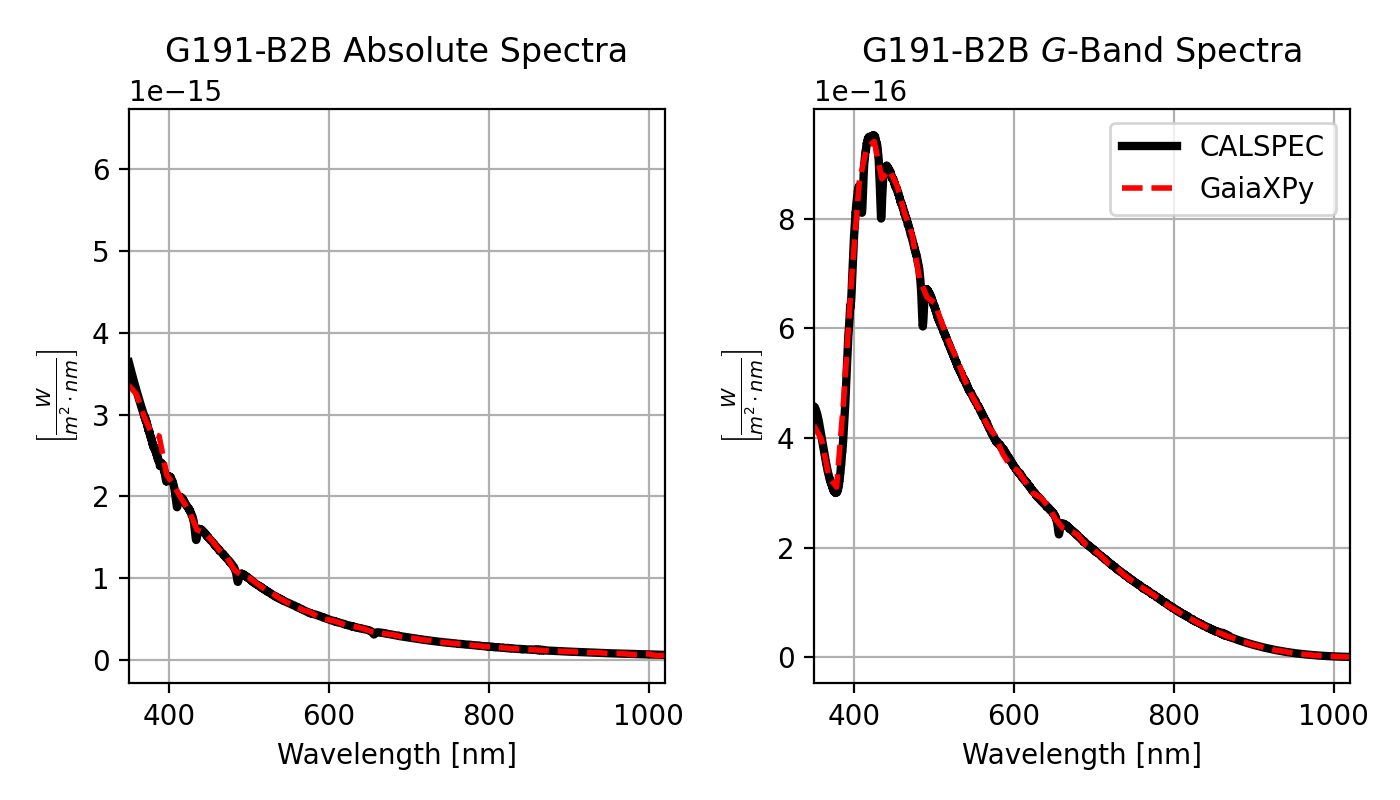 G191-B2B Absolute Spectra
1e−15
6
5
4
3
2
1
0
[W / m² · nm]
400 600 800 1000
Wavelength [nm]
G191-B2B G-Band Spectra
1e−16
CALSPEC
GaiaXPy
8
6
4
2
0
[W / m² · nm]
400 600 800 1000
Wavelength [nm]